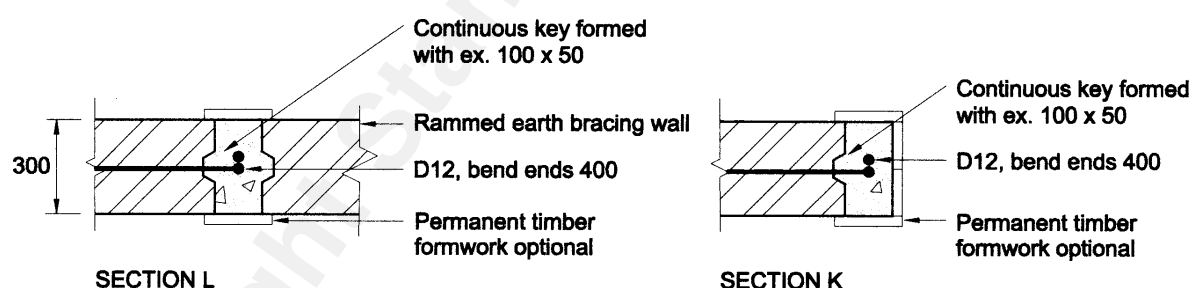 Continuous key formed
with ex. 100 x 50
Rammed earth bracing wall
300
D12, bend ends 400
Permanent timber
formwork optional
SECTION L
Continuous key formed
with ex. 100 x 50
D12, bend ends 400
Permanent timber
formwork optional
SECTION K